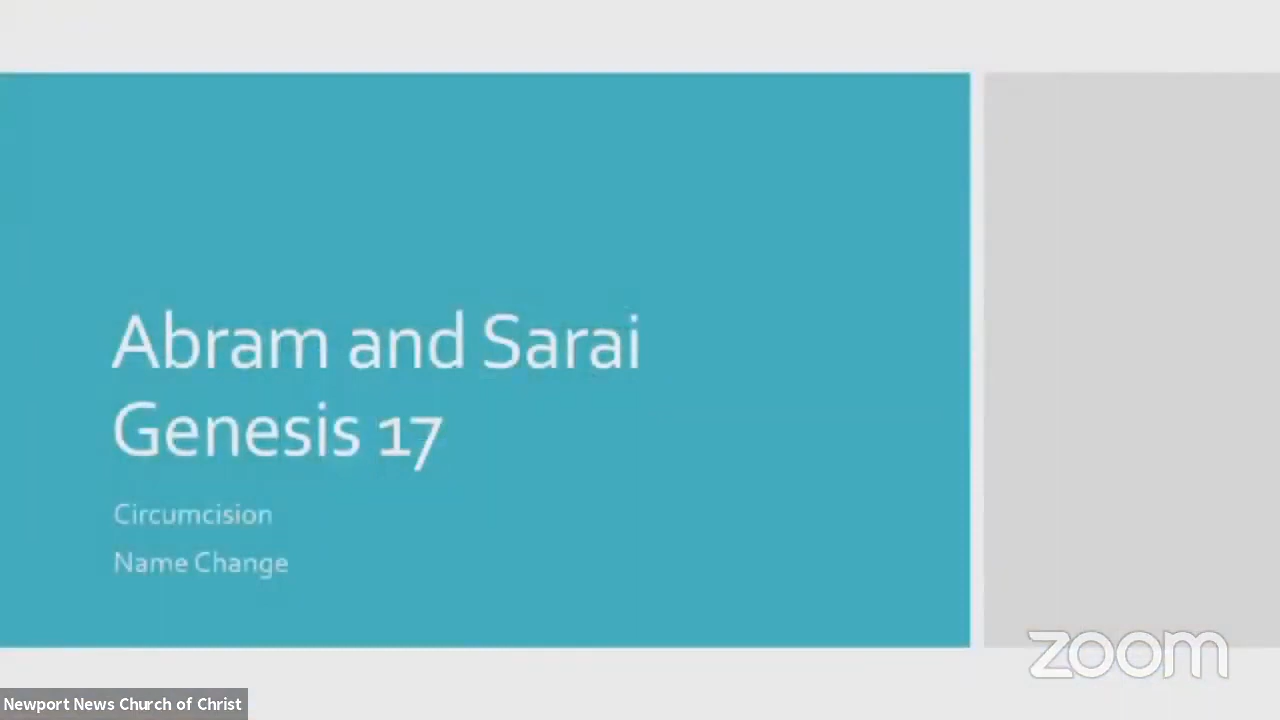 Abram and Sarai
Genesis 17
Circumcision
Name Change
zoom
Newport News Church of Christ